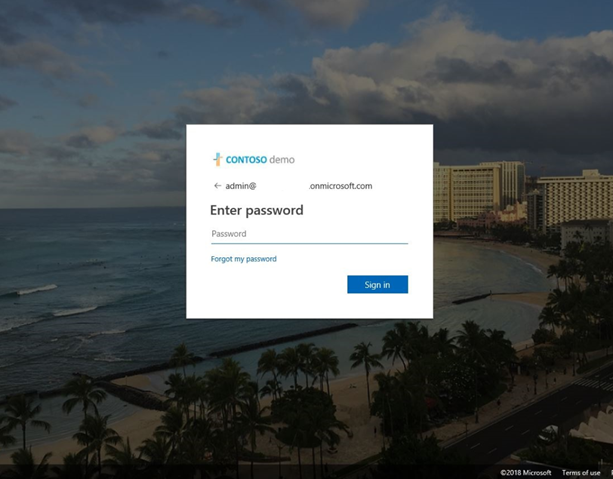 CONTOSO demo
← admin@ .onmicrosoft.com
Enter password
Password
Forgot my password
Sign in
©2018 Microsoft Terms of use